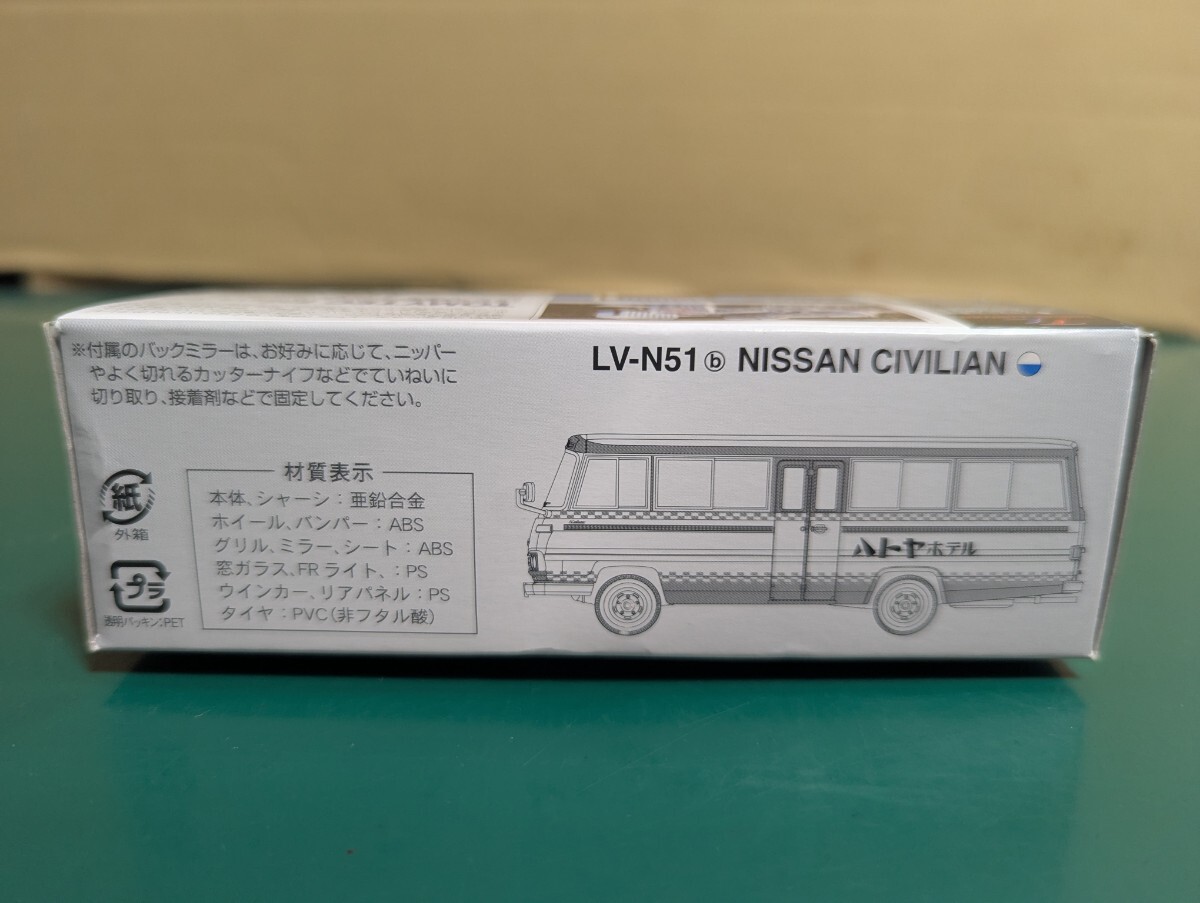 ※付属のバックミラーは、お好みに応じて、ニッパー
やよく切れるカッターナイフなどでていねいに
切り取り、接着剤などで固定してください。
LV-N51 ⓑ NISSAN CIVILIAN
材質表示
本体、シャーシ：亜鉛合金
ホイール、バンパー：ABS
グリル、ミラー、シート：ABS
窓ガラス、FRライト、：PS
ウインカー、リアパネル：PS
タイヤ：PVC(非フタル酸)
紙
外箱
プラ
透明パッキン：PET
ハトヤホテル